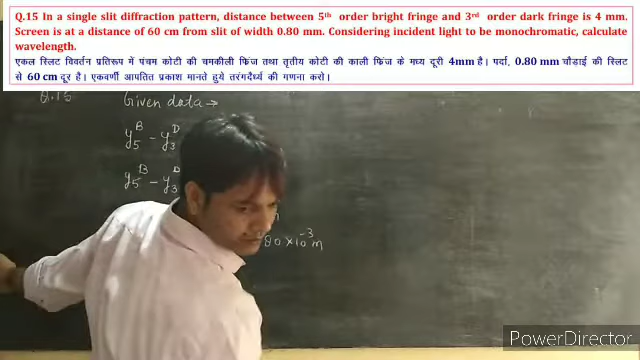 Q.15 In a single slit diffraction pattern, distance between 5th order bright fringe and 3rd order dark fringe is 4 mm.
Screen is at a distance of 60 cm from slit of width 0.80 mm. Considering incident light to be monochromatic, calculate
wavelength.
एकल स्लिट विवर्तन प्रतिरूप में पंचम कोटी की चमकीली फ्रिंज तथा तृतीय कोटी की काली फ्रिंज के मध्य दूरी 4mm है। पर्दा, 0.80 mm चौड़ाई की स्लिट
से 60 cm दूर है। एकवर्णी आपतित प्रकाश मानते हुये तरंगदैर्ध्य की गणना करो।
Q.15 Given data →
y₅ᴮ - y₃ᴰ
y₅ᴮ - y₃ᴰ
80 × 10⁻³ m
PowerDirector